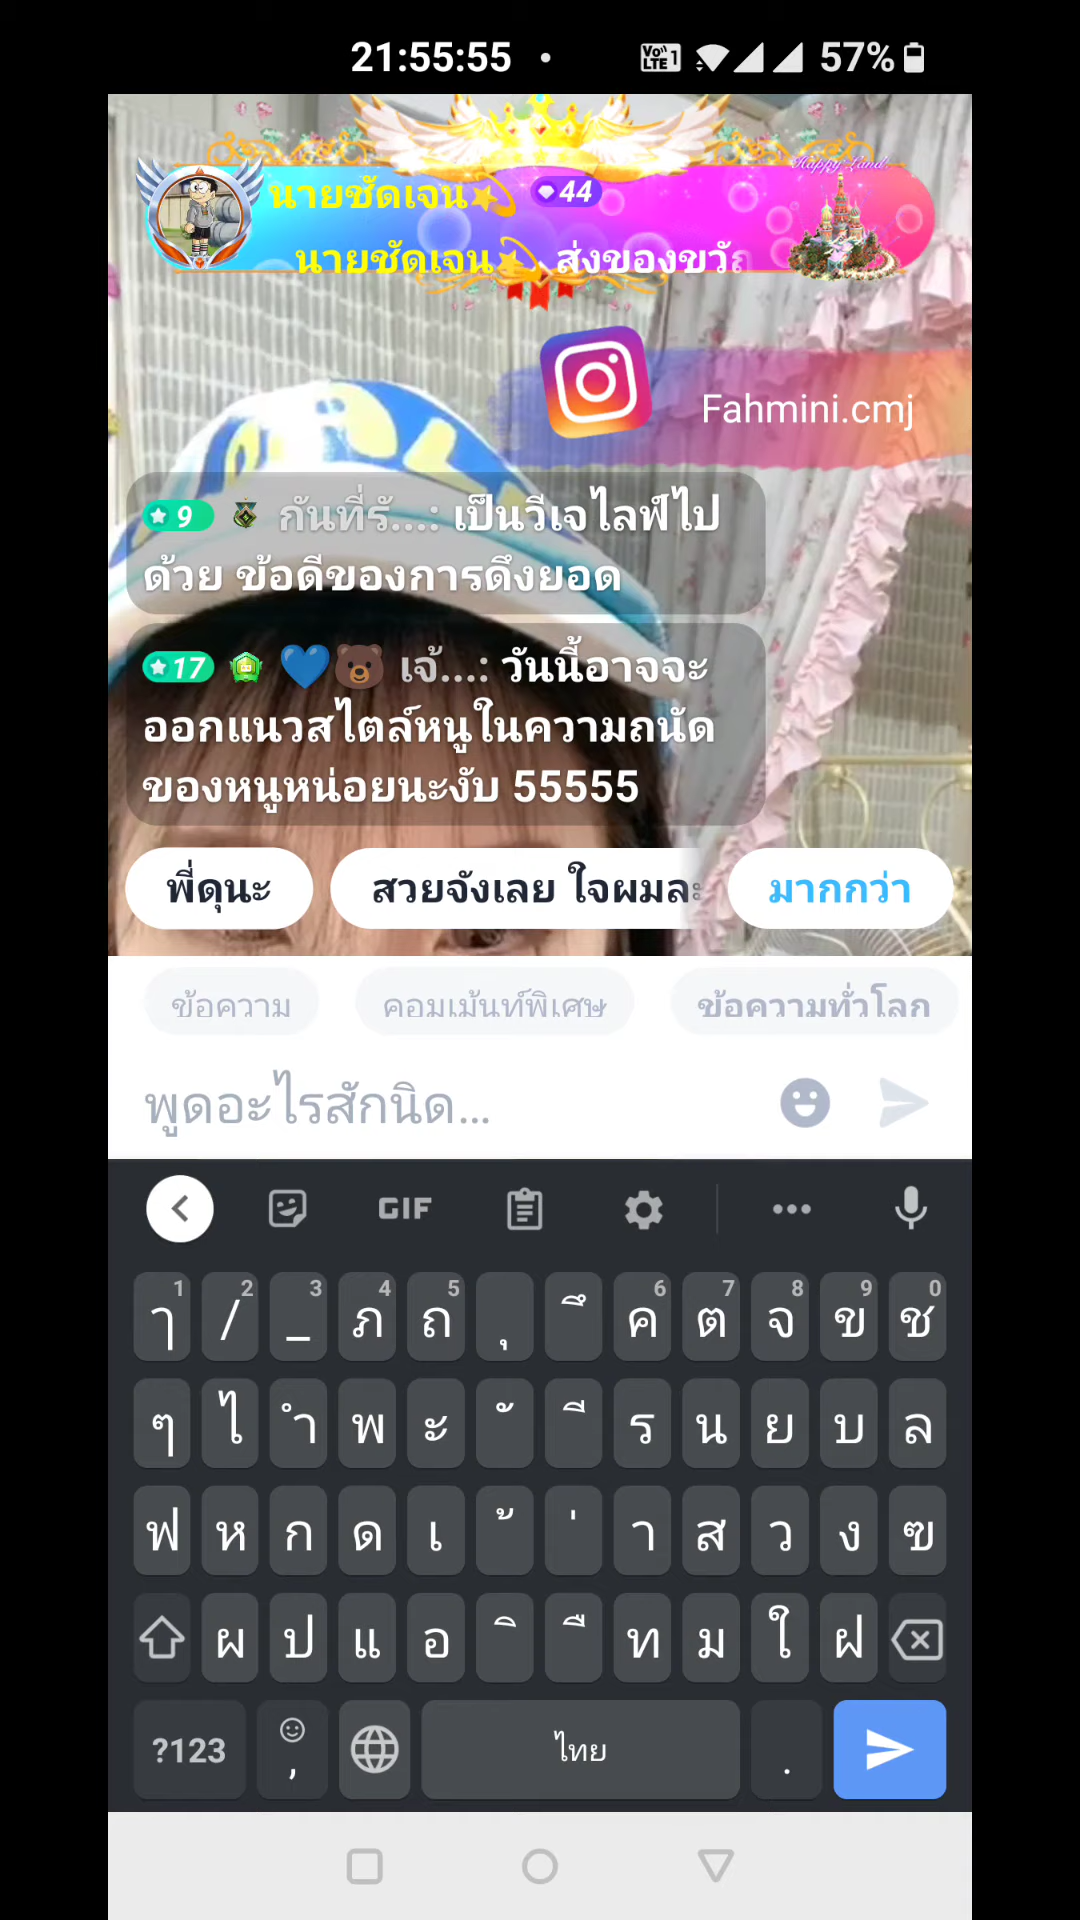 21:55:55
Vo 1
LTE
57%
Happy Land
นายชัดเจน
44
นายชัดเจน ส่งของขวัญ
Fahmini.cmj
9 กันที่รั...: เป็นวีเจไลฟ์ไป
ด้วย ข้อดีของการดึงยอด
17 💙🐻 เจ้...: วันนี้อาจจะ
ออกแนวสไตล์หนูในความถนัด
ของหนูหน่อยนะงับ 55555
พี่ดุนะ
สวยจังเลย ใจผมละ
มากกว่า
ข้อความ
คอมเม้นท์พิเศษ
ข้อความทั่วโลก
พูดอะไรสักนิด...
GIF
1 2 3 4 5 6 7 8 9 0
ๅ / _ ภ ถ ุ ึ ค ต จ ข ช
ๆ ไ ำ พ ะ ั ี ร น ย บ ล
ฟ ห ก ด เ ้ ่ า ส ว ง ฃ
ผ ป แ อ ิ ื ท ม ใ ฝ
?123 , ไทย .